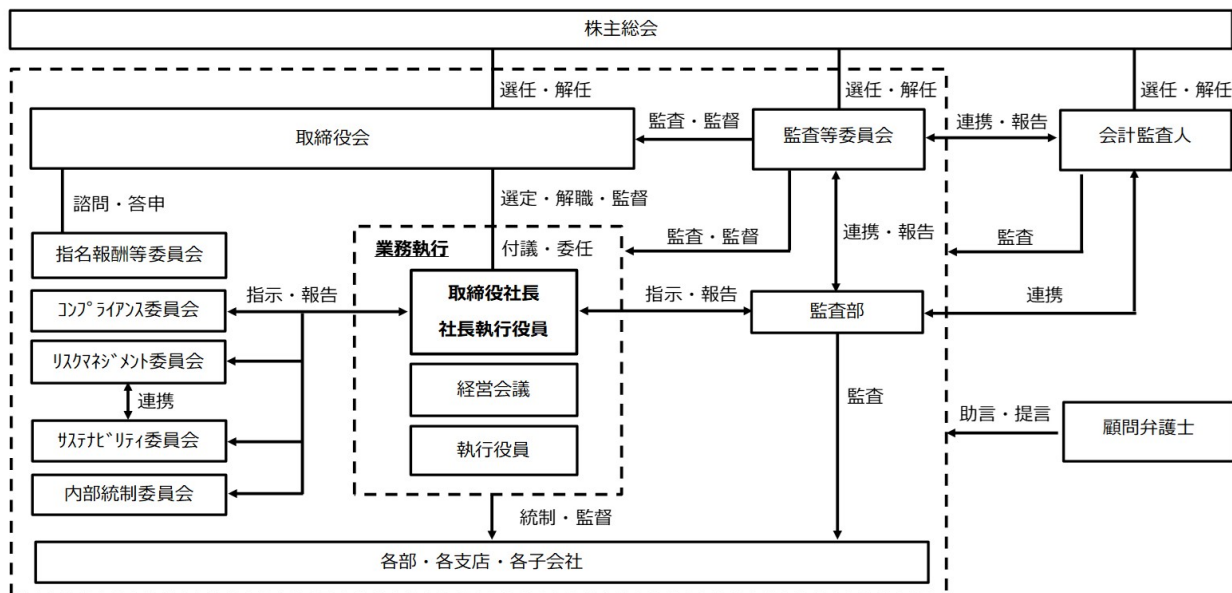 株主総会
選任・解任
選任・解任
選任・解任
取締役会
監査・監督
監査等委員会
連携・報告
会計監査人
諮問・答申
選定・解職・監督
指名報酬等委員会
業務執行
付議・委任
監査・監督
連携・報告
監査
コンプライアンス委員会
指示・報告
取締役社長
社長執行役員
指示・報告
監査部
連携
リスクマネジメント委員会
連携
経営会議
監査
サステナビリティ委員会
執行役員
助言・提言
顧問弁護士
内部統制委員会
統制・監督
各部・各支店・各子会社